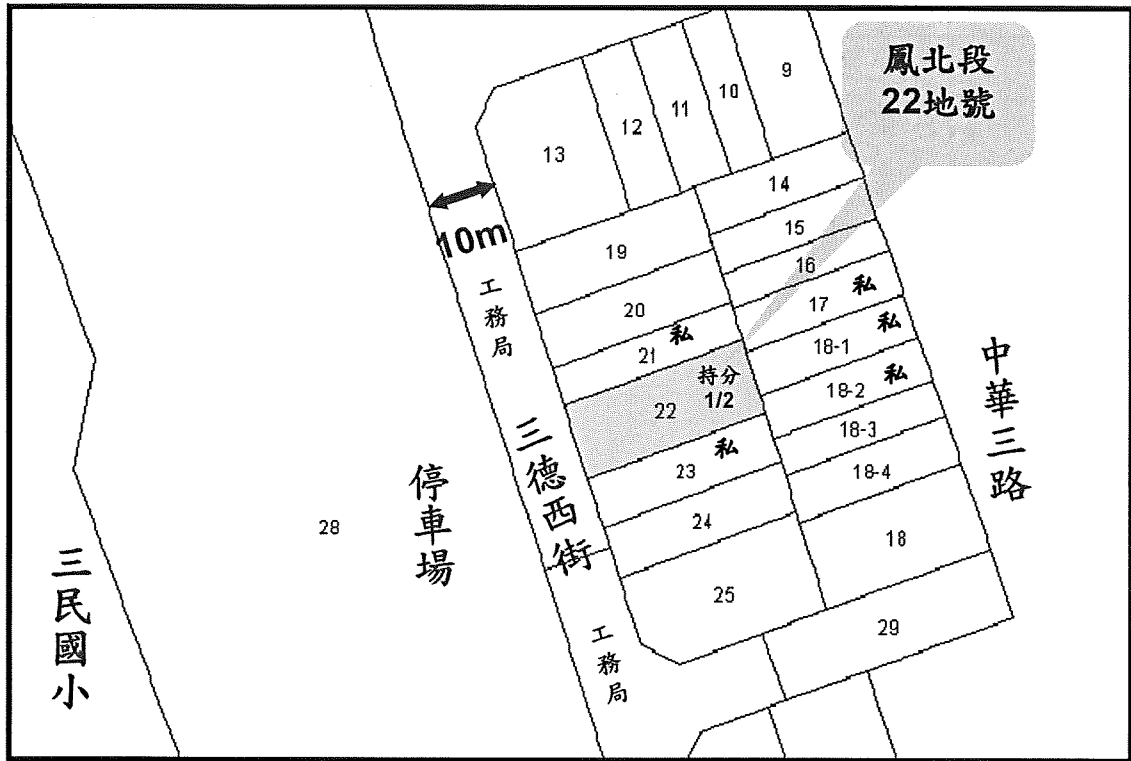 鳳北段
22地號
9
10
11
12
13
14
10m
19
15
16
工務局
20
私
17
私
21
私
18-1
持分
1/2
22
私
18-2
中華三路
三德西街
私
18-3
23
停車場
18-4
28
24
18
三民國小
25
29
工務局